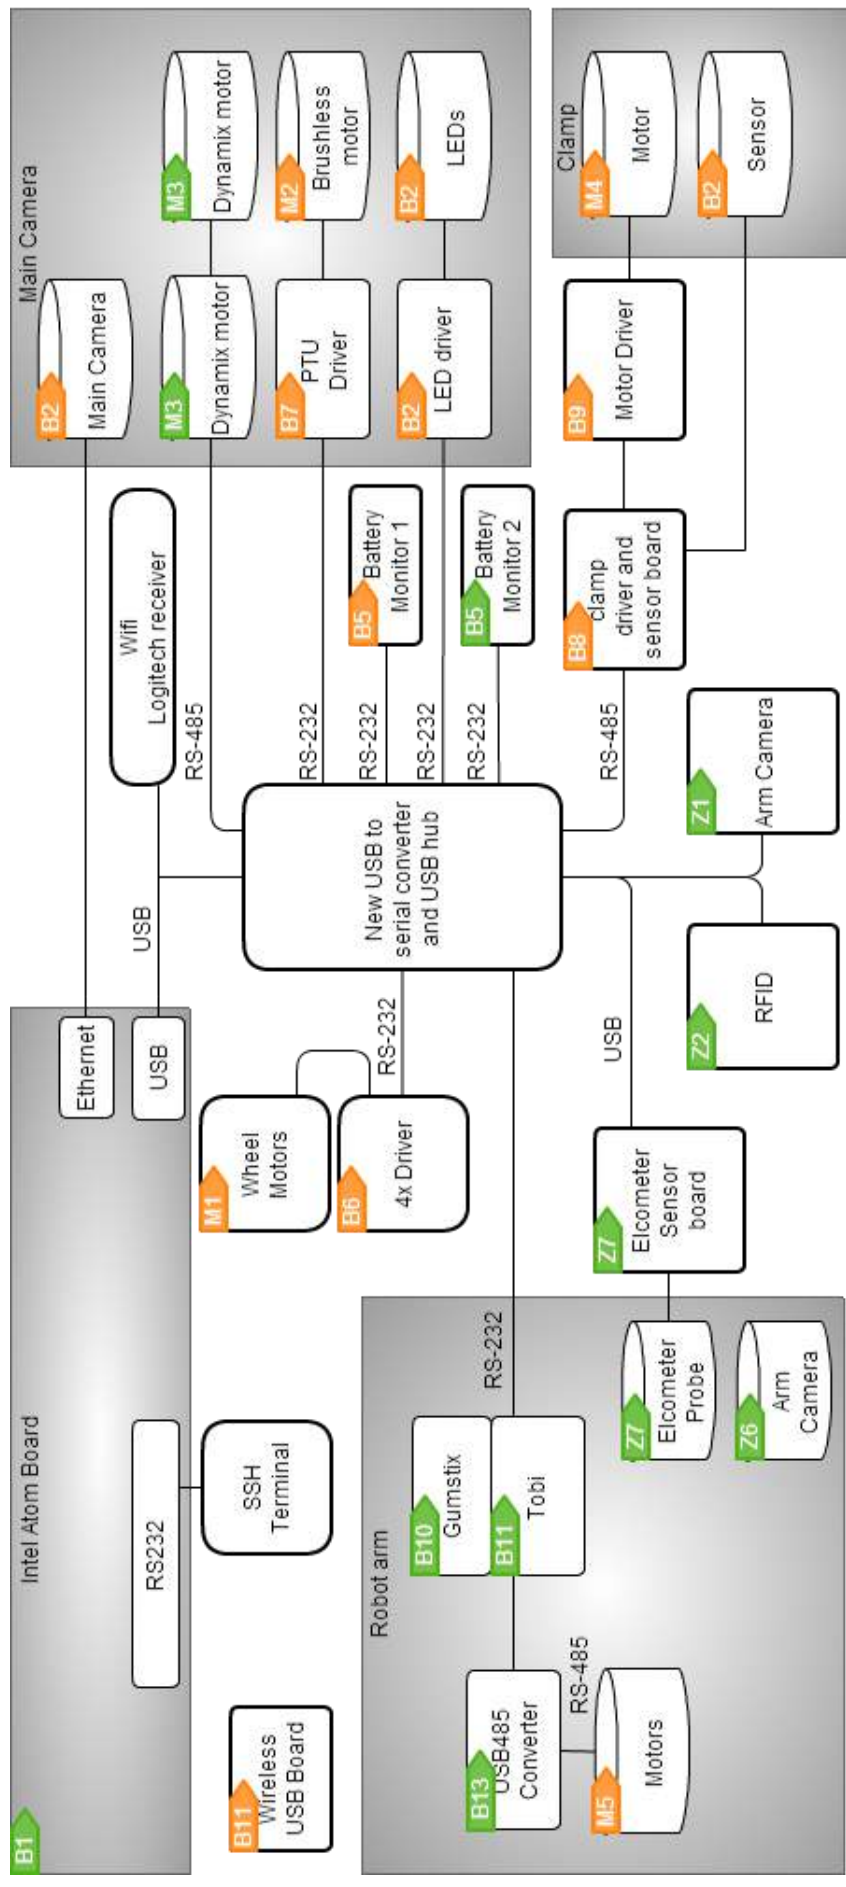 B1
Intel Atom Board
RS232
Ethernet
USB
B11
Wireless
USB Board
SSH
Terminal
M1
Wheel
Motors
B6
4x Driver
RS-232
USB
Wifi
Logitech receiver
RS-485
New USB to
serial converter
and USB hub
RS-232
RS-232
RS-232
RS-232
RS-485
B5
Battery
Monitor 1
B5
Battery
Monitor 2
Main Camera
B2
Main Camera
M3
Dynamix motor
M3
Dynamix motor
B7
PTU
Driver
M2
Brushless
motor
B2
LED driver
B2
LEDs
Robot arm
B10
Gumstix
B11
Tobi
RS-232
B13
USB485
Converter
RS-485
M5
Motors
Z7
Elcometer
Probe
Z6
Arm
Camera
Z7
Elcometer
Sensor
board
USB
Z2
RFID
Z1
Arm Camera
B8
clamp
driver and
sensor board
B9
Motor Driver
Clamp
M4
Motor
B2
Sensor